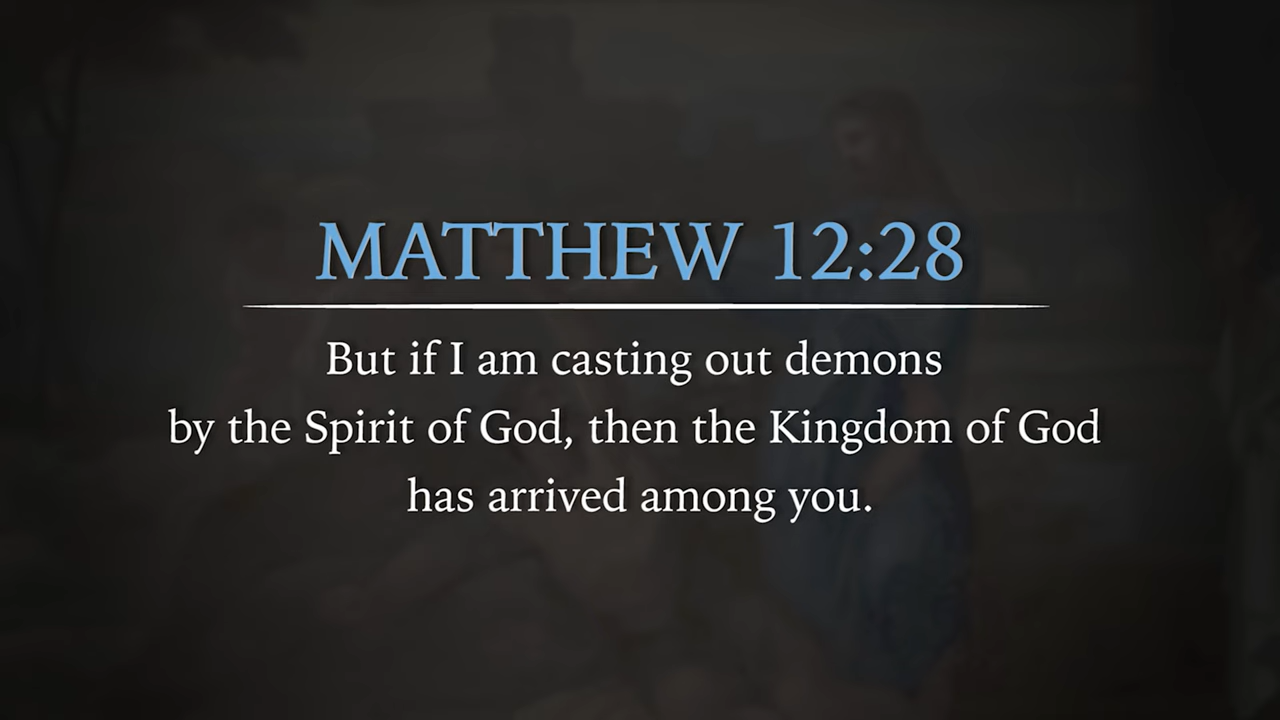 MATTHEW 12:28
But if I am casting out demons
by the Spirit of God, then the Kingdom of God
has arrived among you.